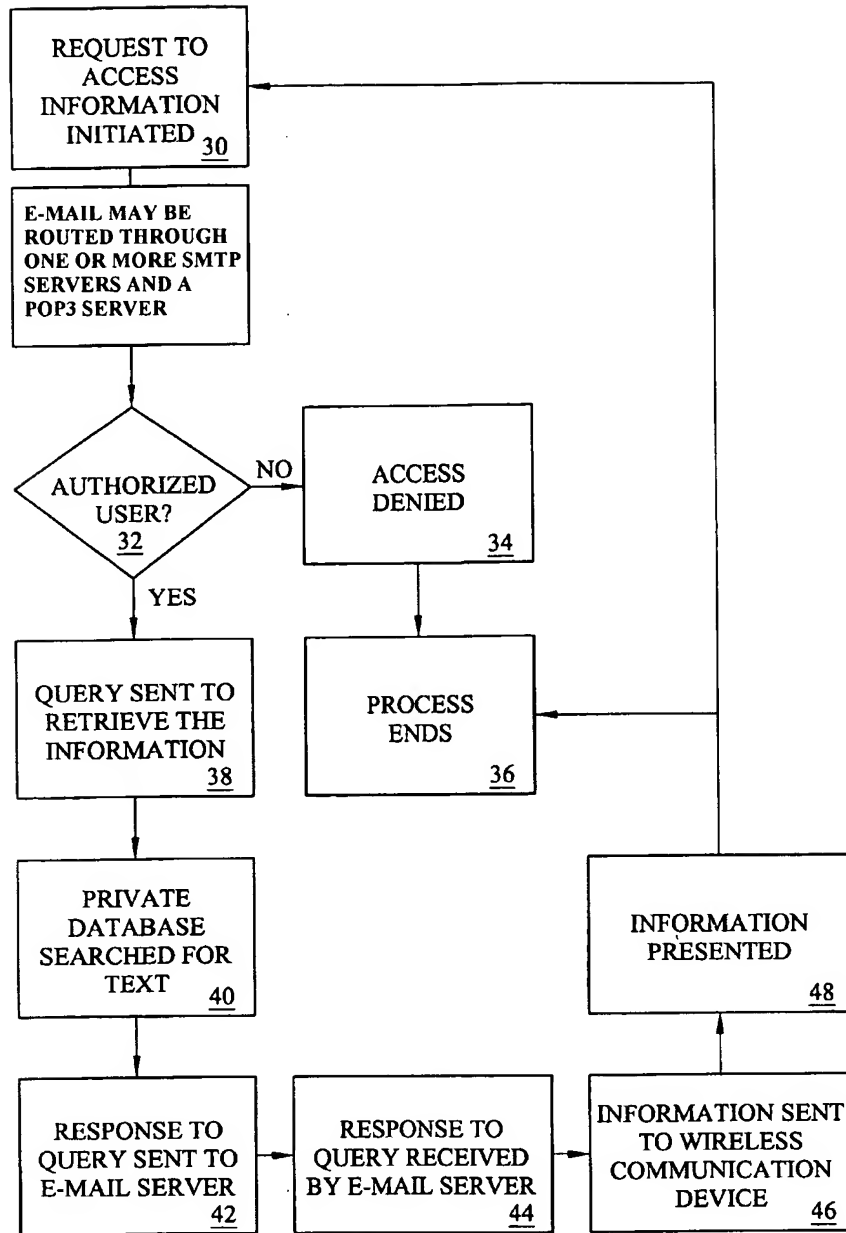 REQUEST TO
ACCESS
INFORMATION
INITIATED
30
E-MAIL MAY BE
ROUTED THROUGH
ONE OR MORE SMTP
SERVERS AND A
POP3 SERVER
AUTHORIZED
USER?
32
NO
YES
ACCESS
DENIED
34
PROCESS
ENDS
36
QUERY SENT TO
RETRIEVE THE
INFORMATION
38
PRIVATE
DATABASE
SEARCHED FOR
TEXT
40
RESPONSE TO
QUERY SENT TO
E-MAIL SERVER
42
RESPONSE TO
QUERY RECEIVED
BY E-MAIL SERVER
44
INFORMATION SENT
TO WIRELESS
COMMUNICATION
DEVICE
46
INFORMATION
PRESENTED
48